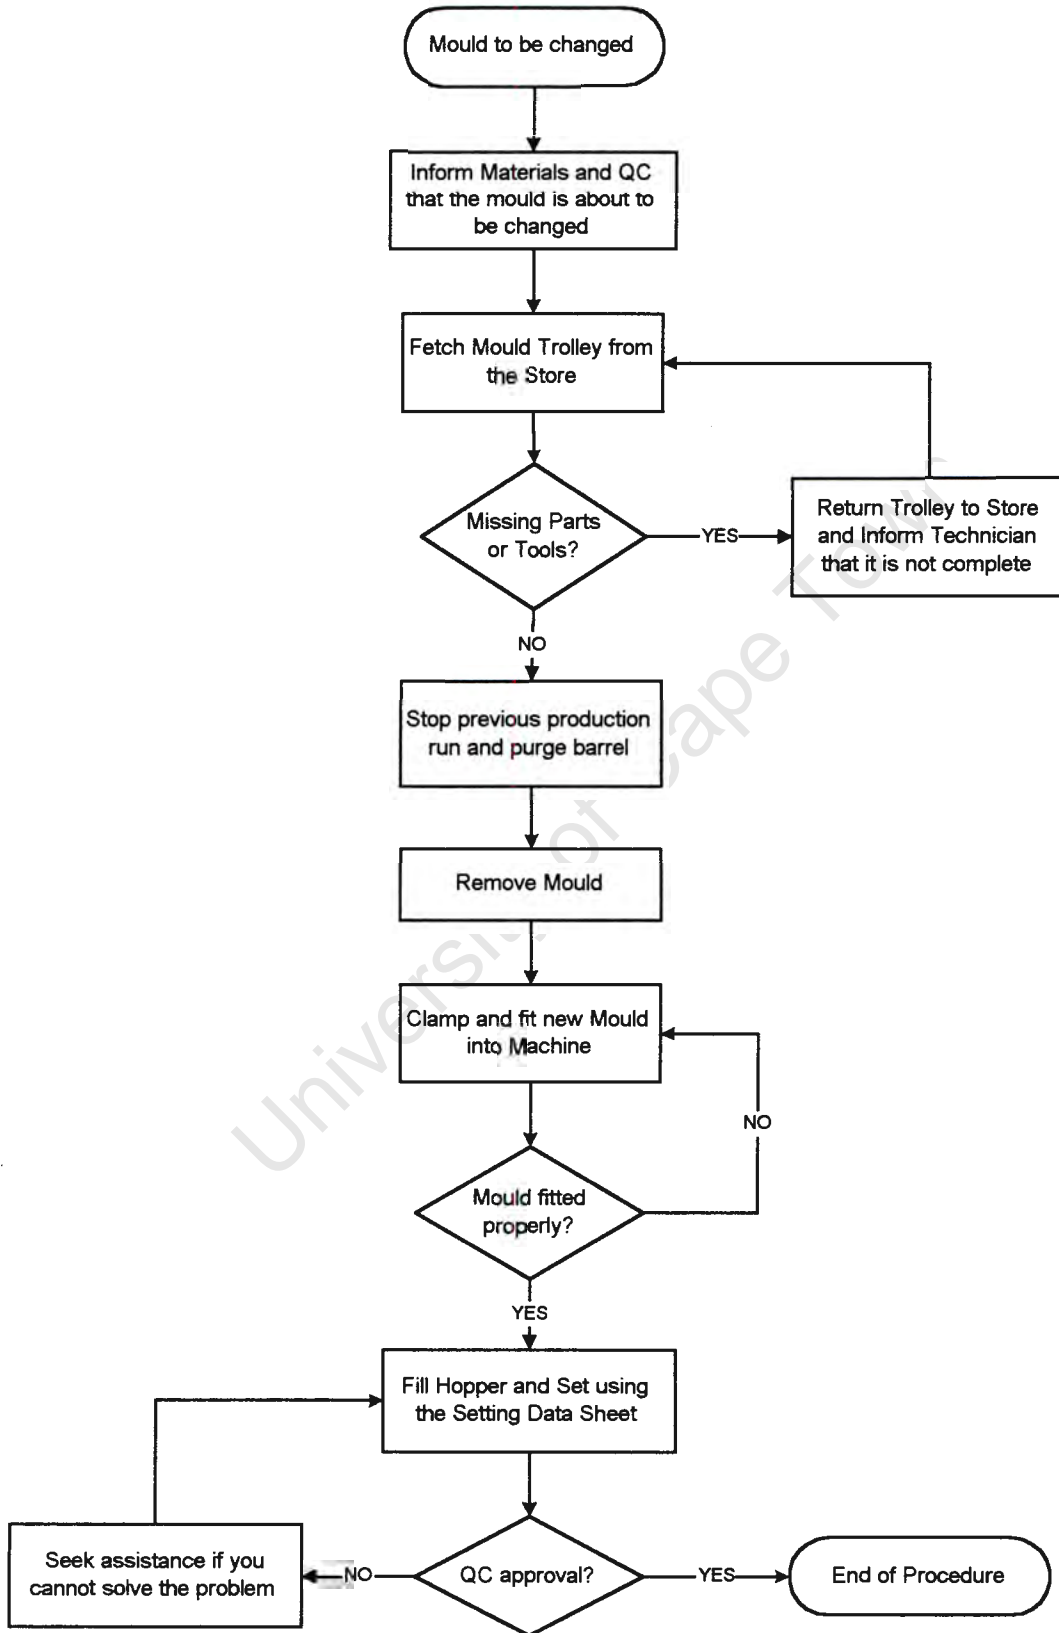 Mould to be changed
Inform Materials and QC
that the mould is about to
be changed
Fetch Mould Trolley from
the Store
Missing Parts
or Tools?
YES
Return Trolley to Store
and Inform Technician
that it is not complete
NO
Stop previous production
run and purge barrel
Remove Mould
Clamp and fit new Mould
into Machine
NO
Mould fitted
properly?
YES
Fill Hopper and Set using
the Setting Data Sheet
Seek assistance if you
cannot solve the problem
NO
QC approval?
YES
End of Procedure
University of Cape Town